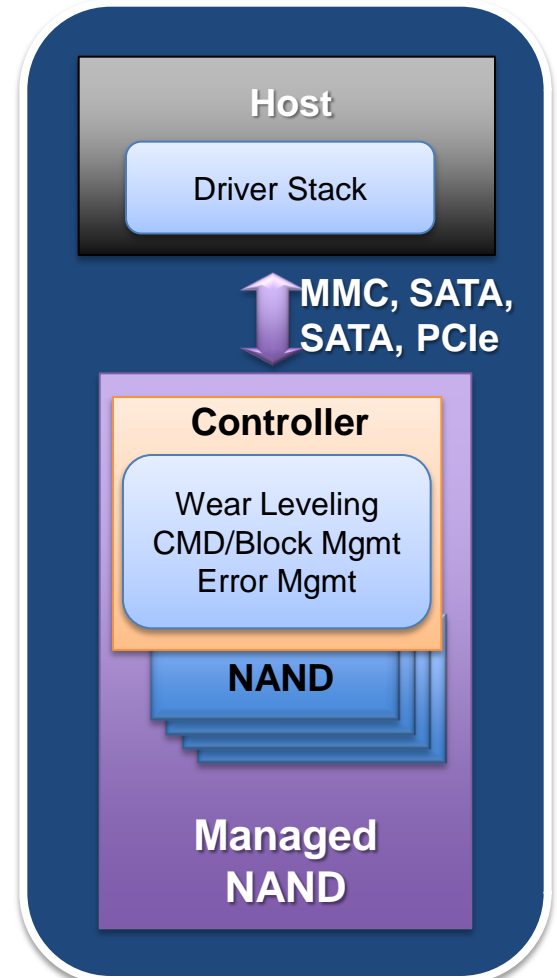 Host
Driver Stack
MMC, SATA,
SATA, PCIe
Controller
Wear Leveling
CMD/Block Mgmt
Error Mgmt
NAND
Managed
NAND